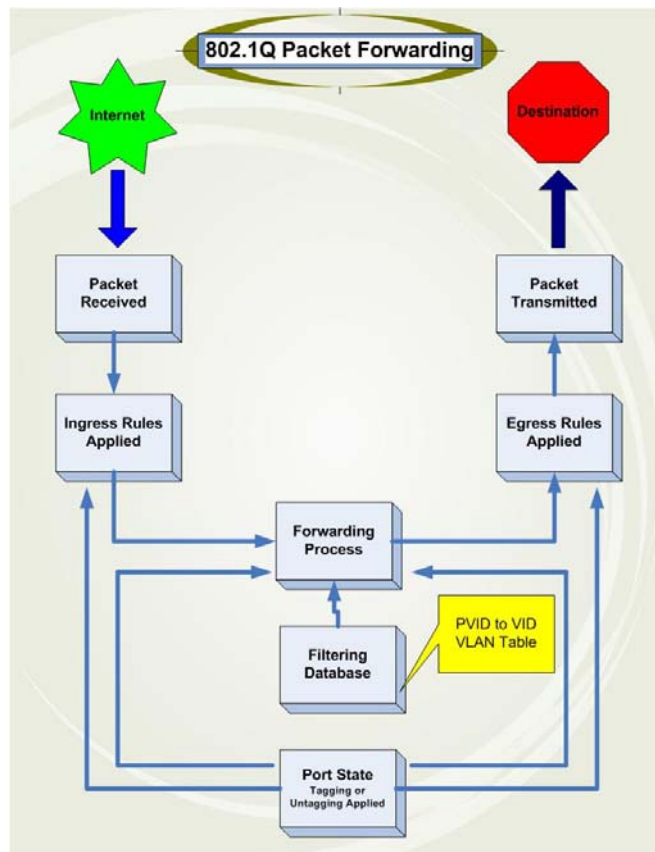 802.1Q Packet Forwarding
Internet
Destination
Packet
Received
Packet
Transmitted
Ingress Rules
Applied
Egress Rules
Applied
Forwarding
Process
PVID to VID
VLAN Table
Filtering
Database
Port State
Tagging or
Untagging Applied